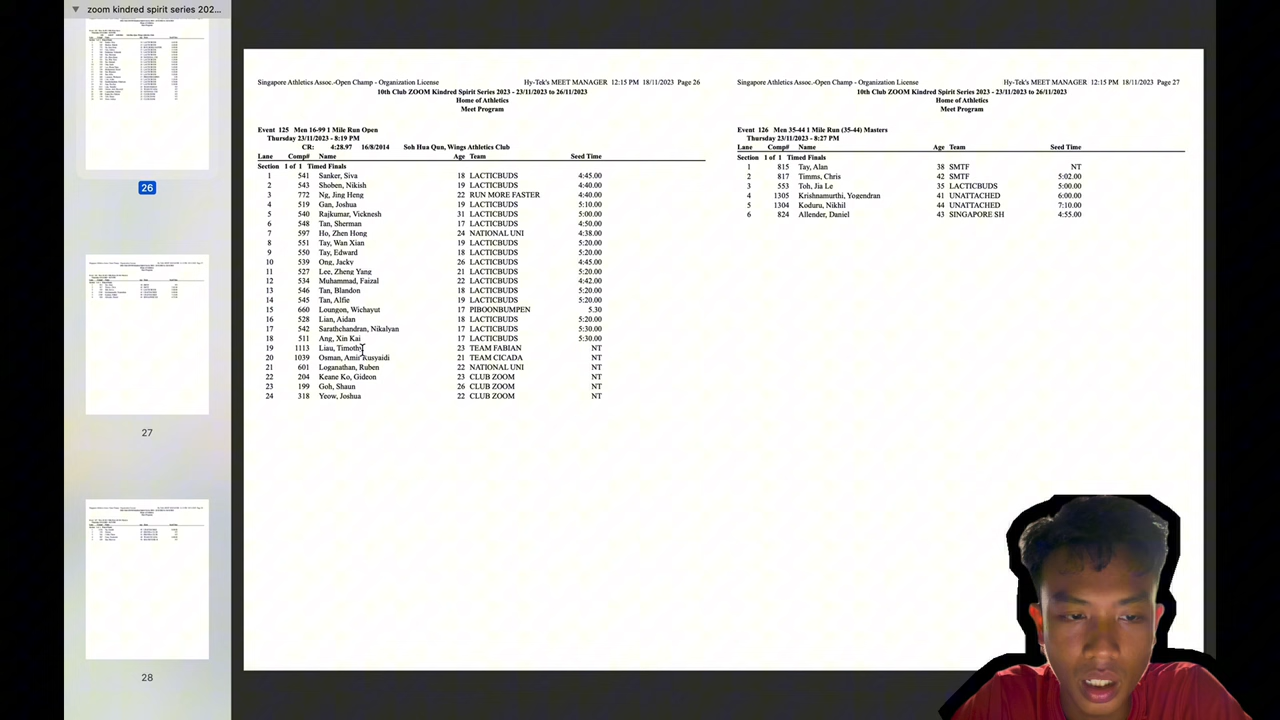 zoom kindred spirit series 202...
26
27
28
Singapore Athletics Assoc.-Open Champ - Organization License Hy-Tek's MEET MANAGER 12:15 PM 18/11/2023 Page 26
10th Club ZOOM Kindred Spirit Series 2023 - 23/11/2023 to 26/11/2023
Home of Athletics
Meet Program
Event 125 Men 16-99 1 Mile Run Open
Thursday 23/11/2023 - 8:19 PM
CR: 4:28.97 16/8/2014 Soh Hua Qun, Wings Athletics Club
Lane Comp# Name Age Team Seed Time
Section 1 of 1 Timed Finals
1 541 Sanker, Siva 18 LACTICBUDS 4:45.00
2 543 Shoben, Nikish 19 LACTICBUDS 4:40.00
3 772 Ng, Jing Heng 22 RUN MORE FASTER 4:40.00
4 519 Gan, Joshua 19 LACTICBUDS 5:10.00
5 540 Rajkumar, Vicknesh 31 LACTICBUDS 5:00.00
6 548 Tan, Sherman 17 LACTICBUDS 4:50.00
7 597 Ho, Zhen Hong 24 NATIONAL UNI 4:38.00
8 551 Tay, Wan Xian 19 LACTICBUDS 5:20.00
9 550 Tay, Edward 18 LACTICBUDS 5:20.00
10 539 Ong, Jacky 26 LACTICBUDS 4:45.00
11 527 Lee, Zheng Yang 21 LACTICBUDS 5:20.00
12 534 Muhammad, Faizal 22 LACTICBUDS 4:42.00
13 546 Tan, Blandon 18 LACTICBUDS 5:20.00
14 545 Tan, Alfie 19 LACTICBUDS 5:20.00
15 660 Loungon, Wichayut 17 PIBOONBUMPEN 5.30
16 528 Lian, Aidan 18 LACTICBUDS 5:20.00
17 542 Sarathchandran, Nikalyan 17 LACTICBUDS 5:30.00
18 511 Ang, Xin Kai 17 LACTICBUDS 5:30.00
19 1113 Liau, Timothy 23 TEAM FABIAN NT
20 1039 Osman, Amir Rusyaidi 21 TEAM CICADA NT
21 601 Loganathan, Ruben 22 NATIONAL UNI NT
22 204 Keane Ko, Gideon 23 CLUB ZOOM NT
23 199 Goh, Shaun 26 CLUB ZOOM NT
24 318 Yeow, Joshua 22 CLUB ZOOM NT
Singapore Athletics Assoc.-Open Champ - Organization License Hy-Tek's MEET MANAGER 12:15 PM 18/11/2023 Page 27
10th Club ZOOM Kindred Spirit Series 2023 - 23/11/2023 to 26/11/2023
Home of Athletics
Meet Program
Event 126 Men 35-44 1 Mile Run (35-44) Masters
Thursday 23/11/2023 - 8:27 PM
Lane Comp# Name Age Team Seed Time
Section 1 of 1 Timed Finals
1 815 Tay, Alan 38 SMTF NT
2 817 Timms, Chris 42 SMTF 5:02.00
3 553 Toh, Jia Le 35 LACTICBUDS 5:00.00
4 1305 Krishnamurthi, Yogendran 41 UNATTACHED 6:00.00
5 1304 Koduru, Nikhil 44 UNATTACHED 7:10.00
6 824 Allender, Daniel 43 SINGAPORE SH 4:55.00